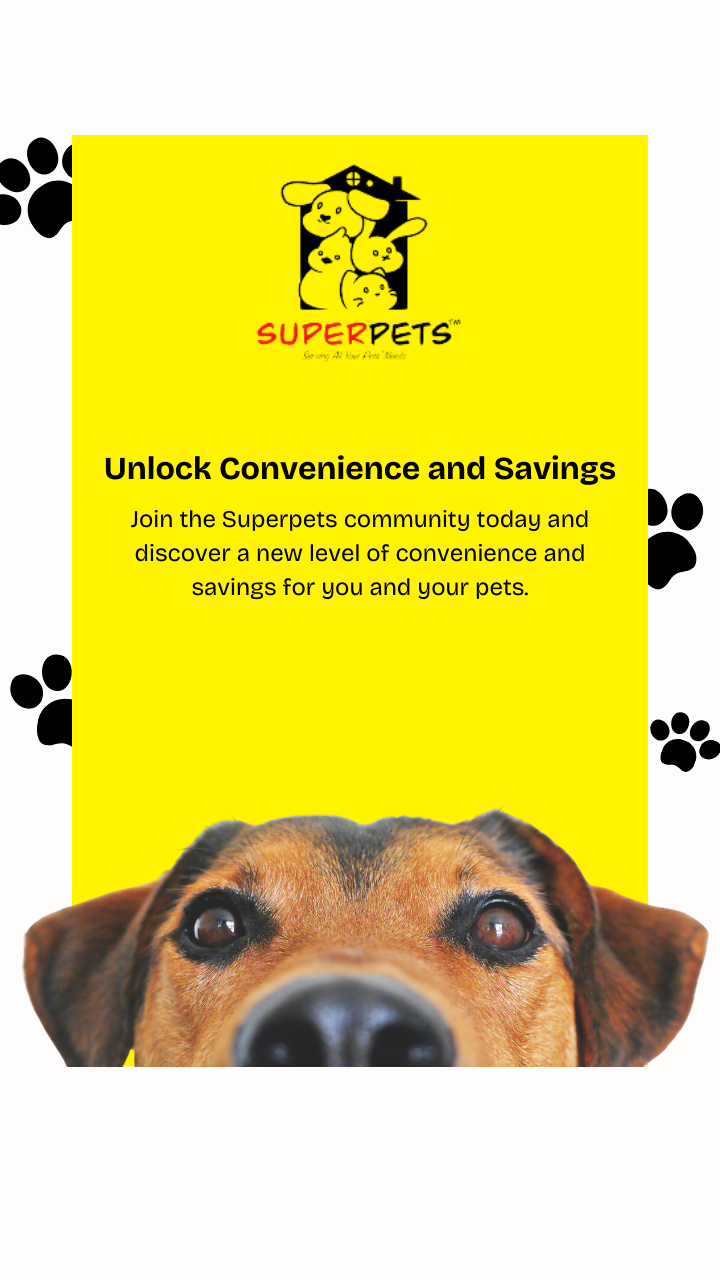 SUPERPETS™
Serving All Your Pets' Needs
Unlock Convenience and Savings
Join the Superpets community today and
discover a new level of convenience and
savings for you and your pets.